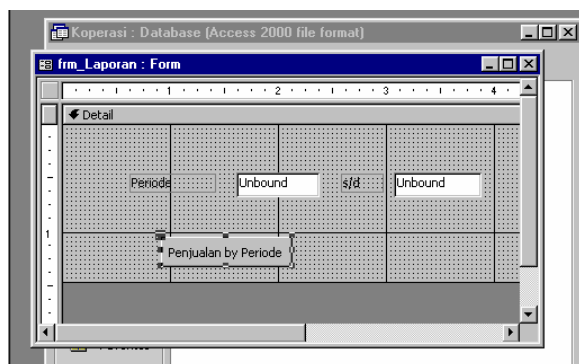 Koperasi : Database (Access 2000 file format)
frm_Laporan : Form
1 2 3 4
Detail
Periode Unbound s/d Unbound
1
Penjualan by Periode